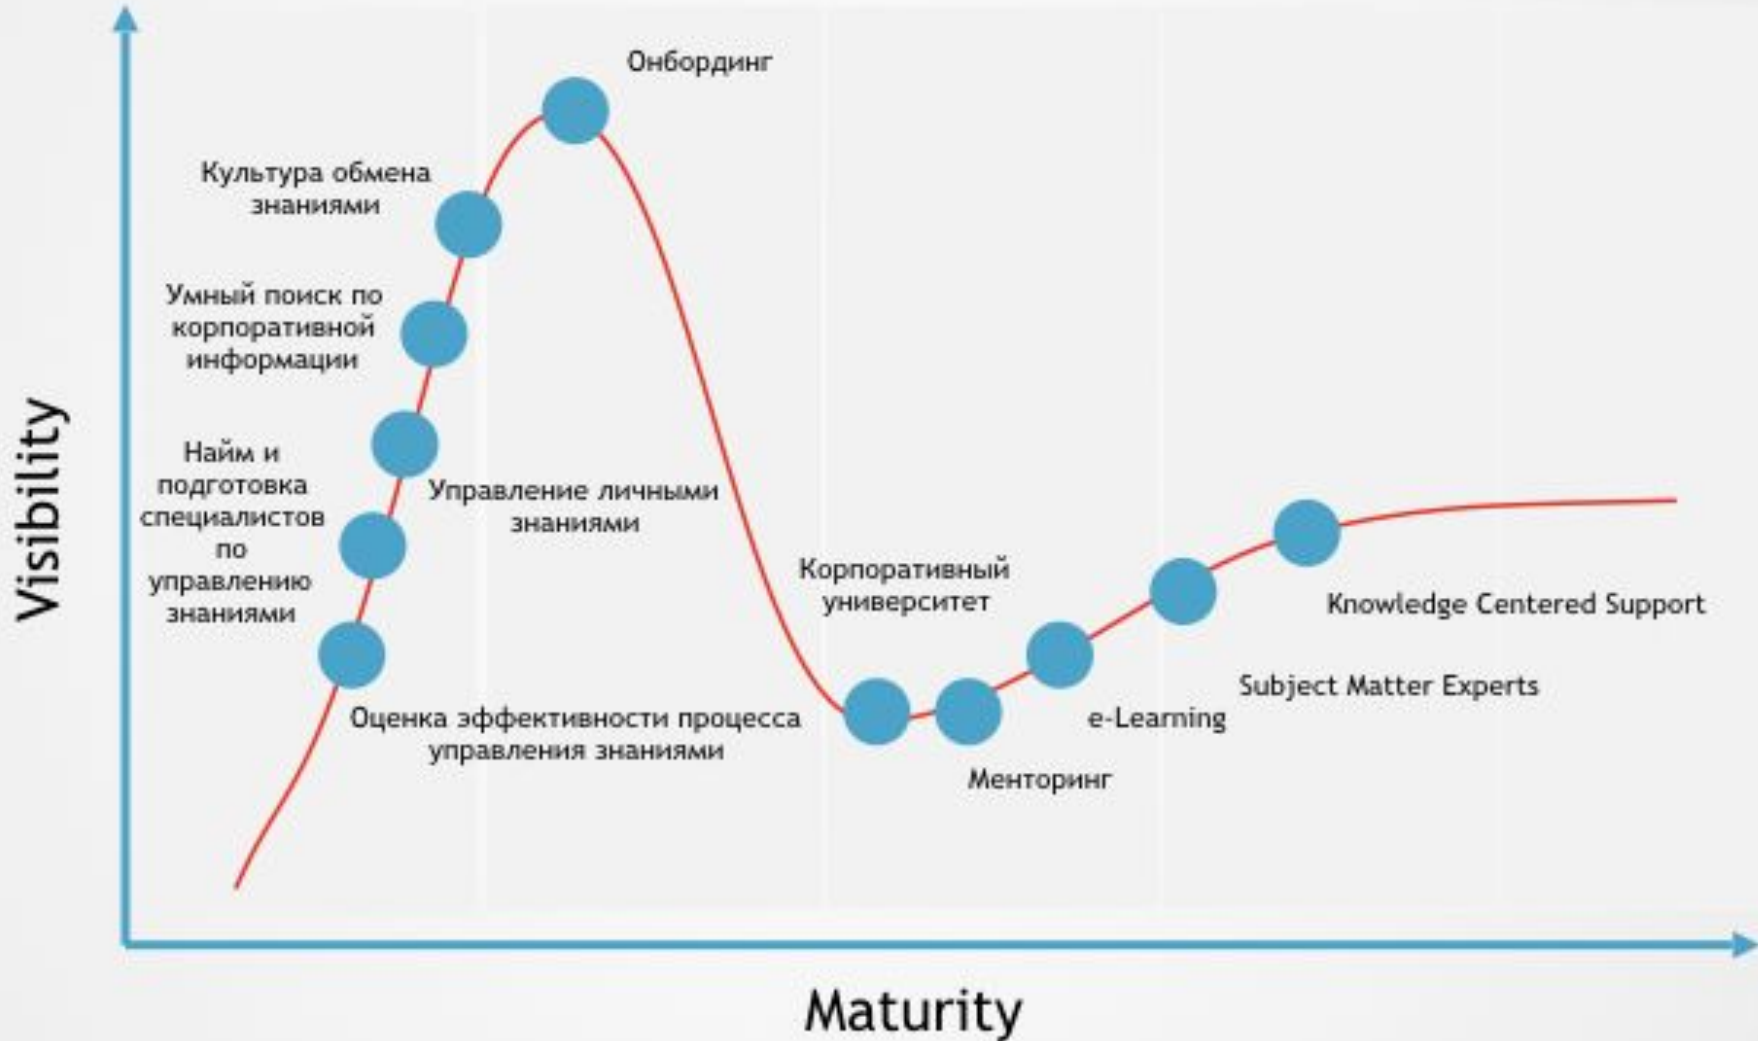 Онбординг
Культура обмена
знаниями
Умный поиск по
корпоративной
информации
Найм и
подготовка
специалистов
по
управлению
знаниями
Управление личными
знаниями
Оценка эффективности процесса
управления знаниями
Корпоративный
университет
Менторинг
e-Learning
Subject Matter Experts
Knowledge Centered Support
Visibility
Maturity